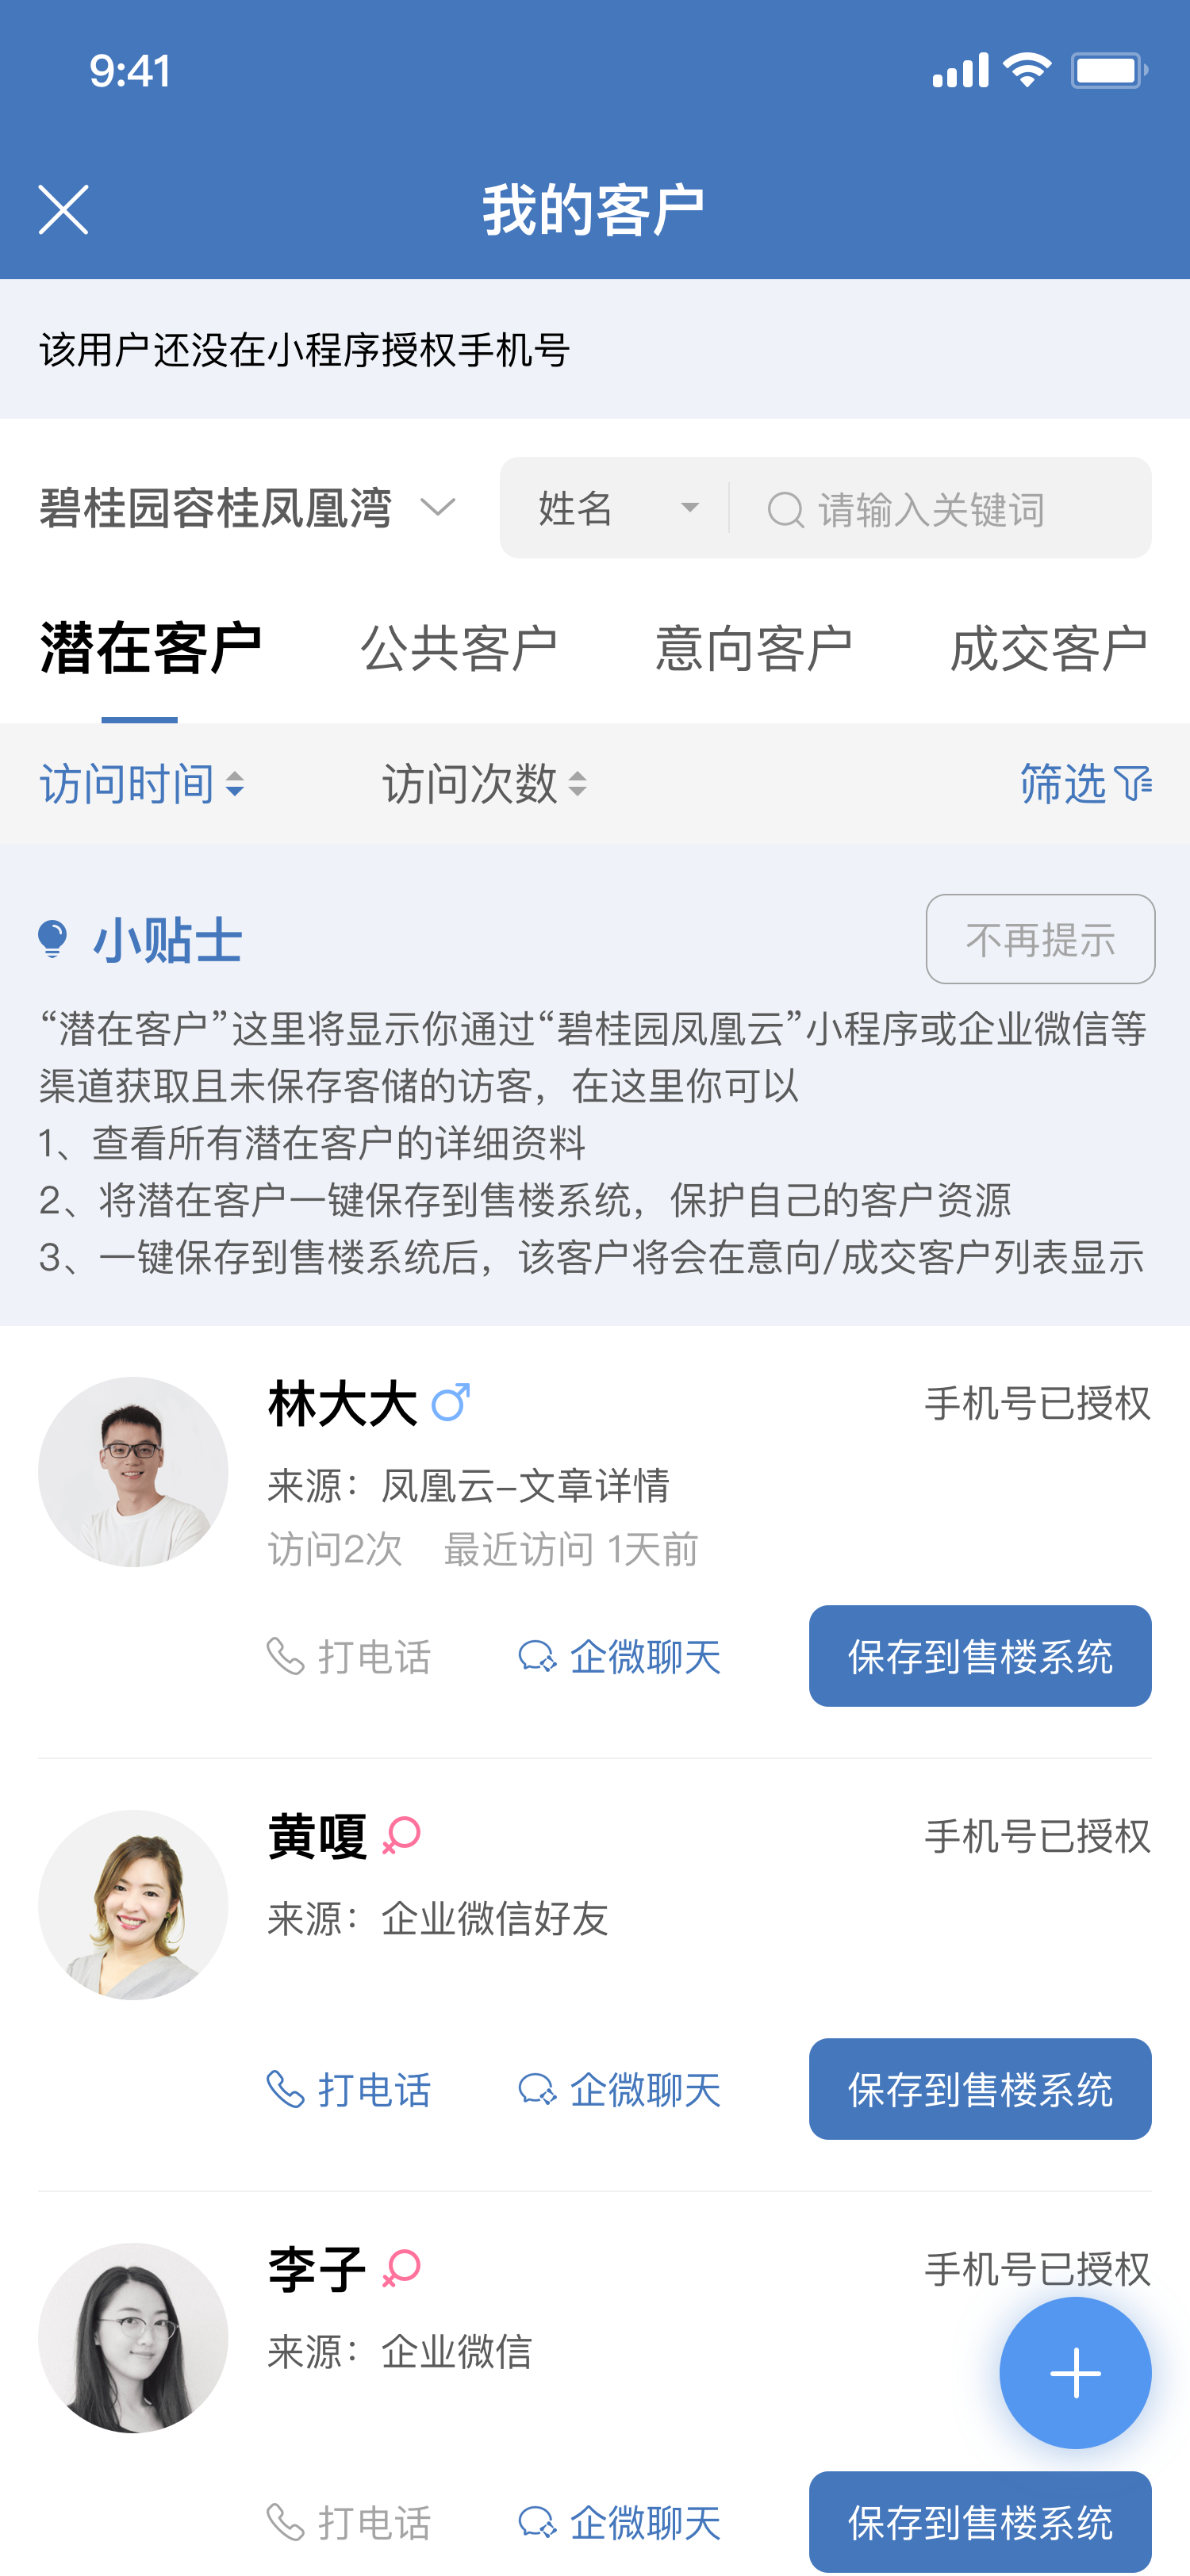 9:41
我的客户
该用户还没在小程序授权手机号
碧桂园容桂凤凰湾 姓名 请输入关键词
潜在客户 公共客户 意向客户 成交客户
访问时间 访问次数 筛选
小贴士 不再提示
“潜在客户”这里将显示你通过“碧桂园凤凰云”小程序或企业微信等
渠道获取且未保存客储的访客，在这里你可以
1、查看所有潜在客户的详细资料
2、将潜在客户一键保存到售楼系统，保护自己的客户资源
3、一键保存到售楼系统后，该客户将会在意向/成交客户列表显示
林大大 手机号已授权
来源：凤凰云-文章详情
访问2次 最近访问 1天前
打电话 企微聊天 保存到售楼系统
黄嗄 手机号已授权
来源：企业微信好友
打电话 企微聊天 保存到售楼系统
李子 手机号已授权
来源：企业微信
打电话 企微聊天 保存到售楼系统